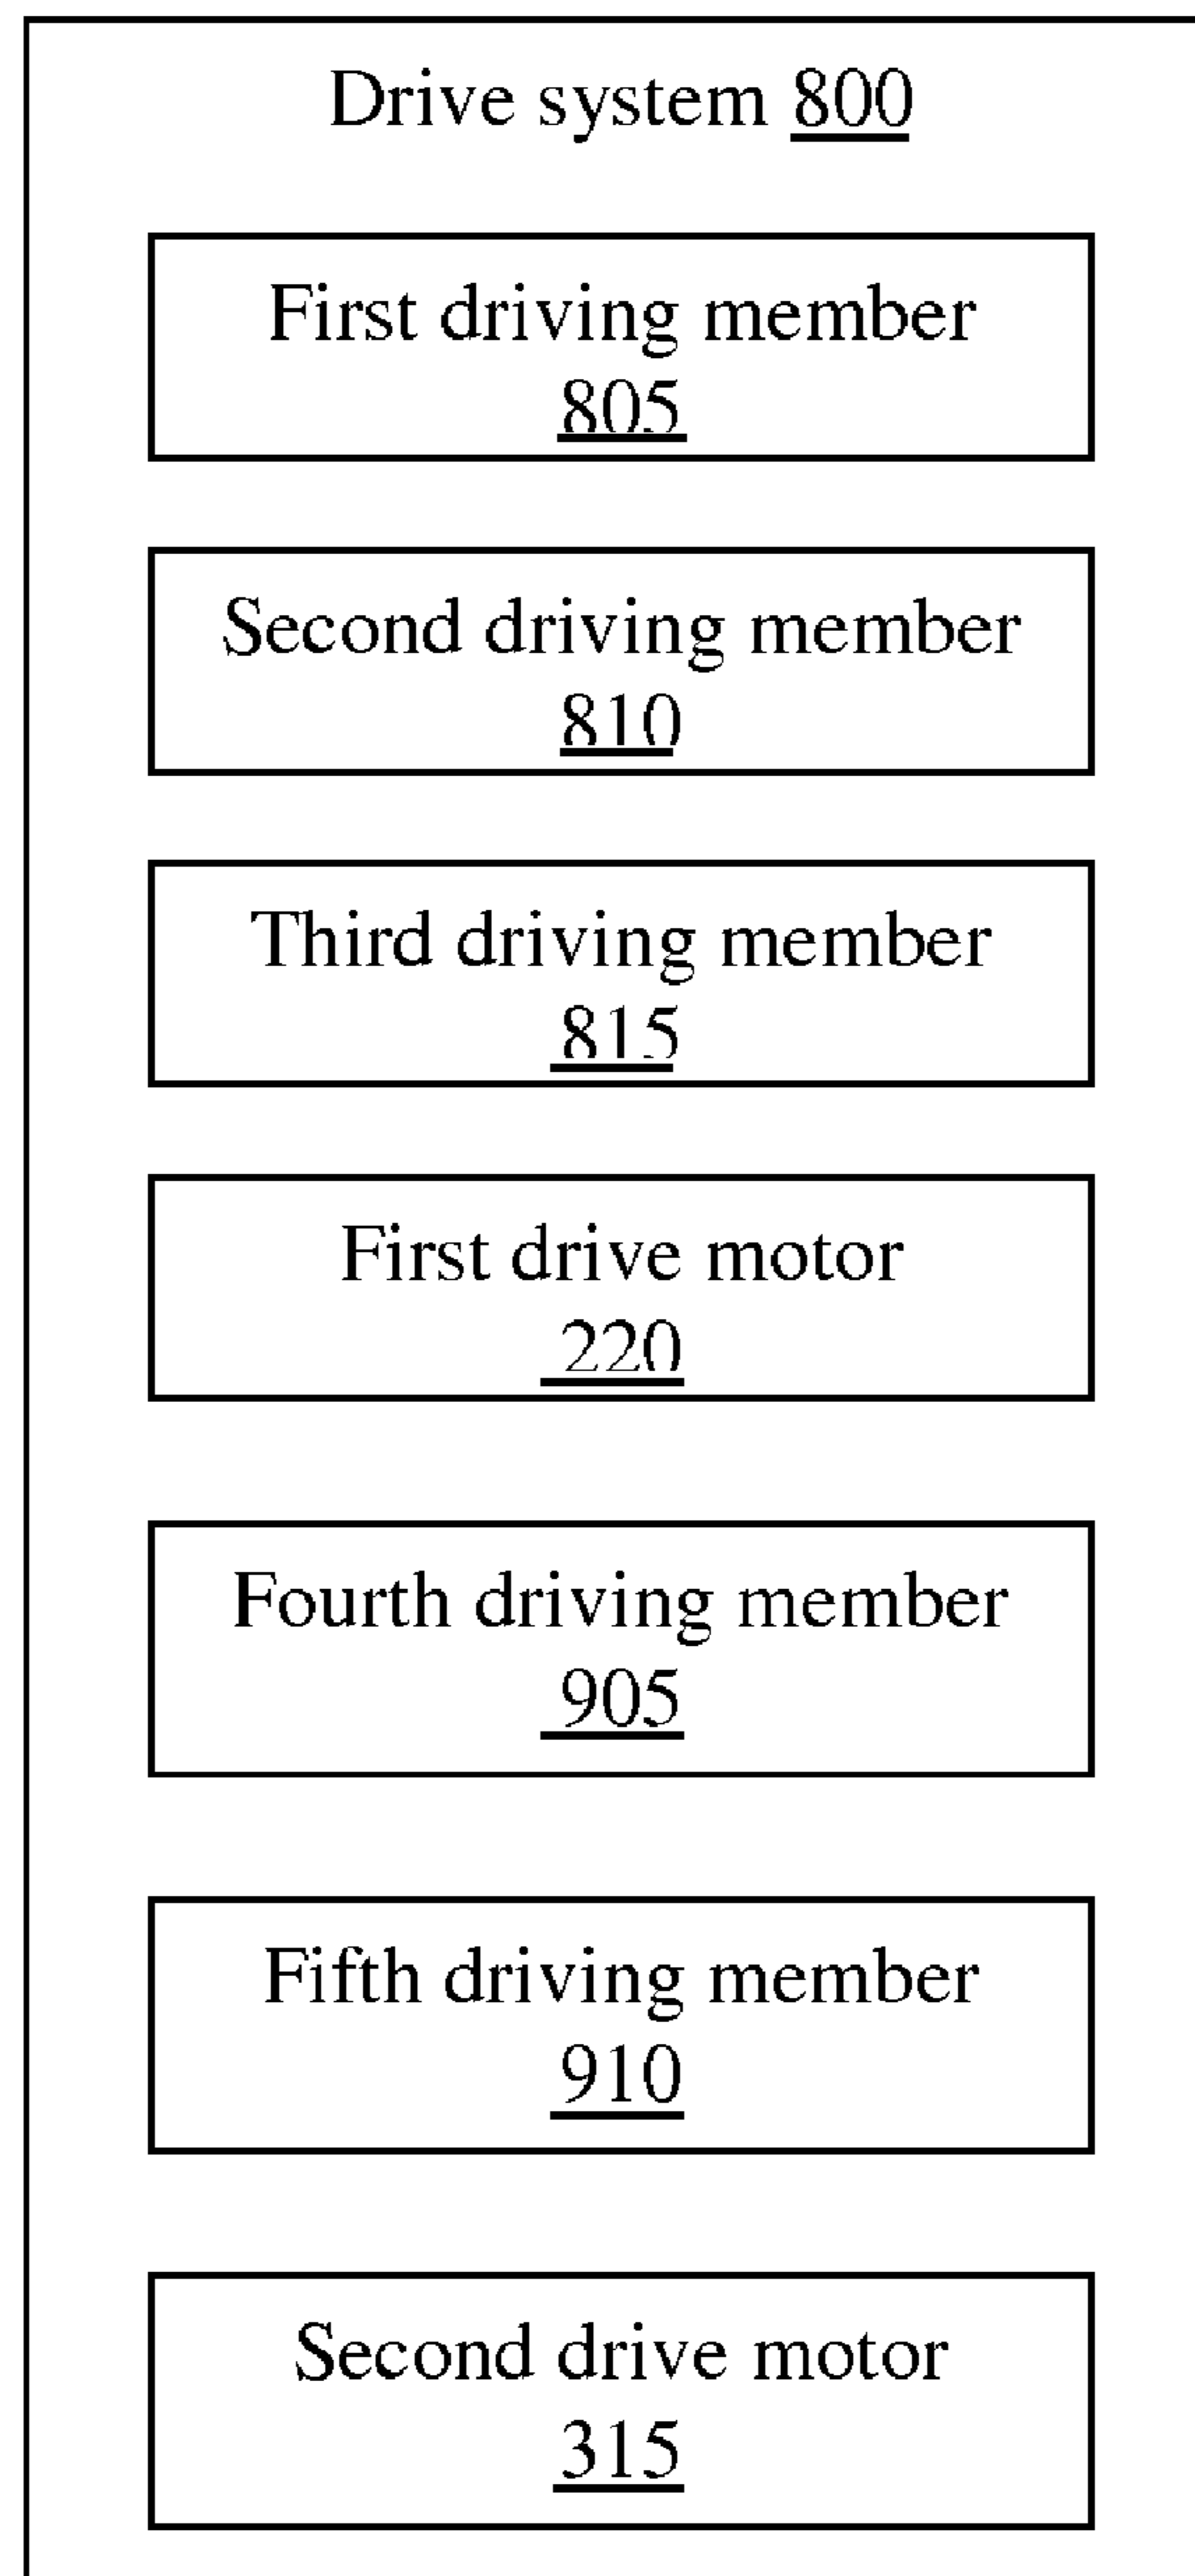 Drive system 800
First driving member
805
Second driving member
810
Third driving member
815
First drive motor
220
Fourth driving member
905
Fifth driving member
910
Second drive motor
315